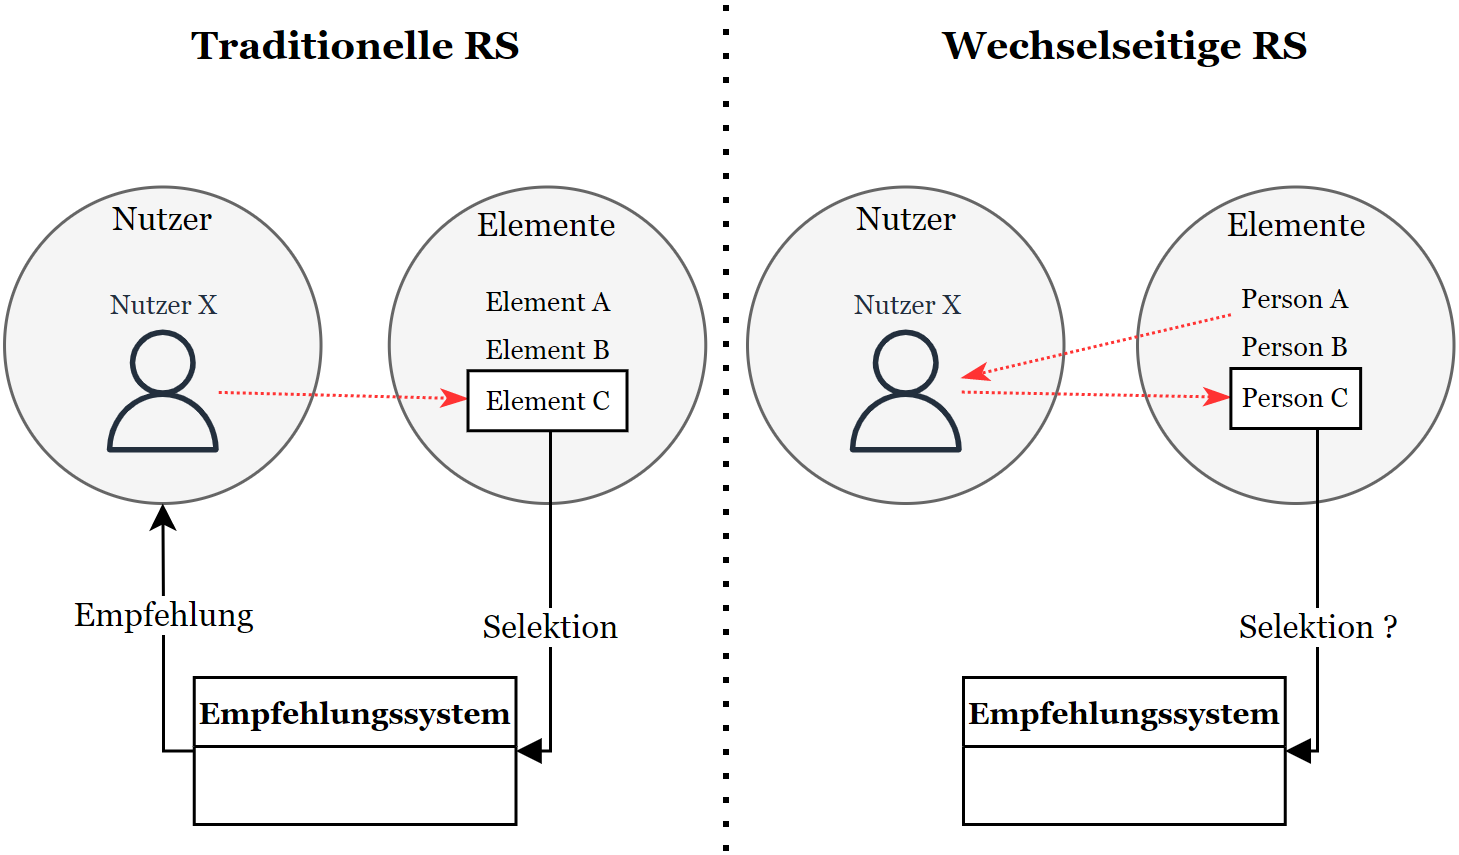 Traditionelle RS
Nutzer
Nutzer X
Elemente
Element A
Element B
Element C
Empfehlung
Selektion
Empfehlungssystem
Wechselseitige RS
Nutzer
Nutzer X
Elemente
Person A
Person B
Person C
Selektion ?
Empfehlungssystem